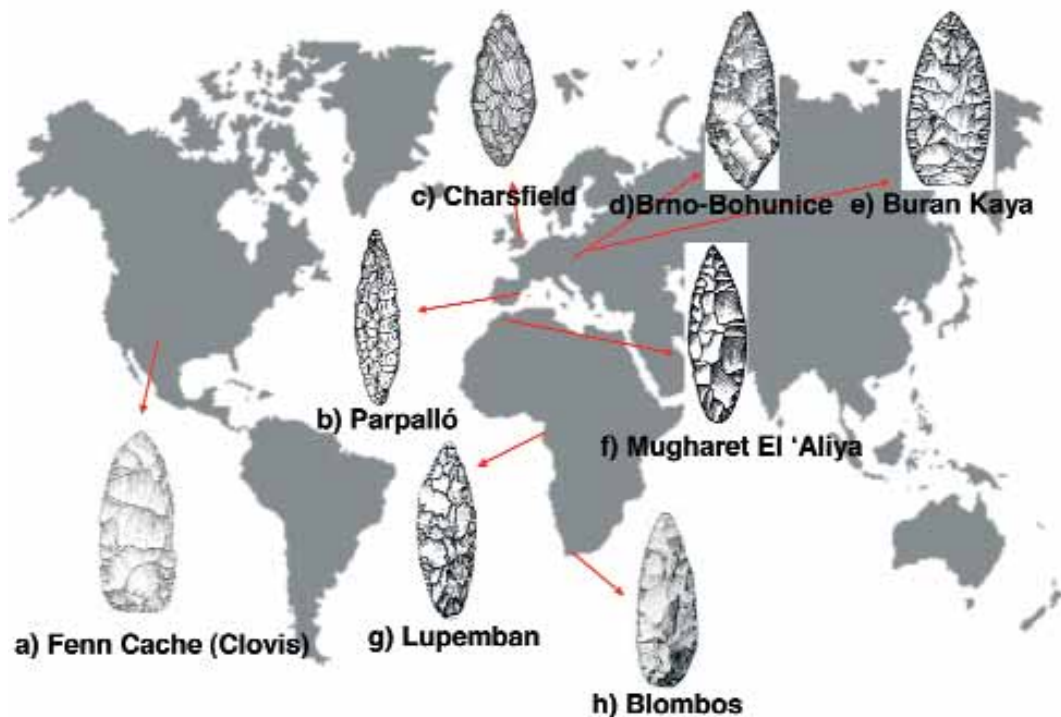 c) Charsfield
d)Brno-Bohunice
e) Buran Kaya
b) Parpalló
f) Mugharet El ‘Aliya
a) Fenn Cache (Clovis)
g) Lupemban
h) Blombos